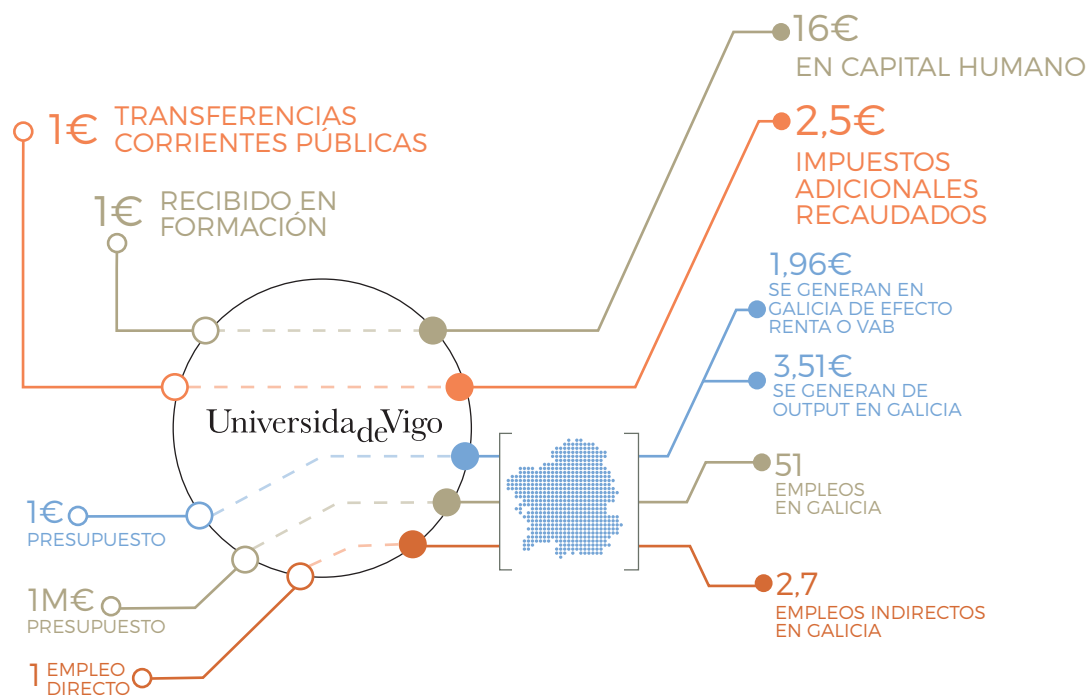 16€
EN CAPITAL HUMANO
1€ TRANSFERENCIAS
CORRIENTES PÚBLICAS
2,5€
IMPUESTOS
ADICIONALES
RECAUDADOS
1€ RECIBIDO EN
FORMACIÓN
1,96€
SE GENERAN EN
GALICIA DE EFECTO
RENTA O VAB
3,51€
SE GENERAN DE
OUTPUT EN GALICIA
UniversidadeVigo
1€
PRESUPUESTO
51
EMPLEOS
EN GALICIA
1M€
PRESUPUESTO
2,7
EMPLEOS INDIRECTOS
EN GALICIA
1 EMPLEO
DIRECTO